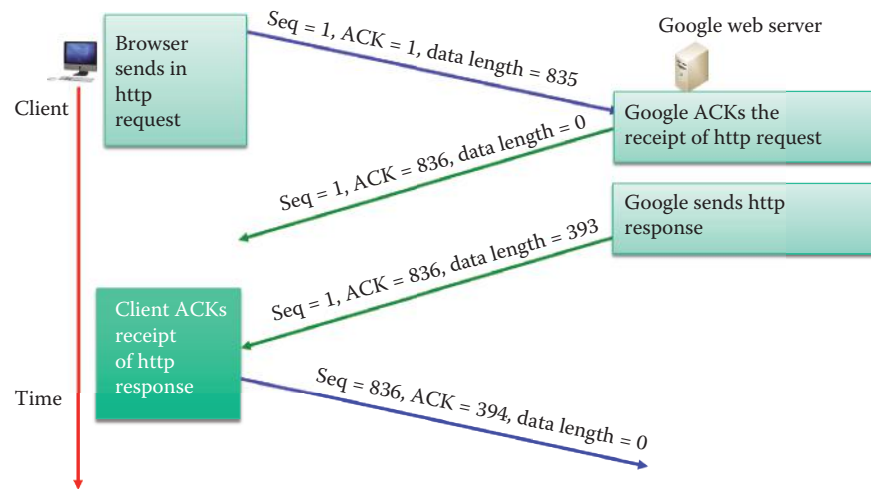 Seq = 1, ACK = 1, data length = 835
Google web server
Browser
sends in
http
request
Client
Google ACKs the
receipt of http request
Seq = 1, ACK = 836, data length = 0
Google sends http
response
Seq = 1, ACK = 836, data length = 393
Client ACKs
receipt
of http
response
Seq = 836, ACK = 394, data length = 0
Time